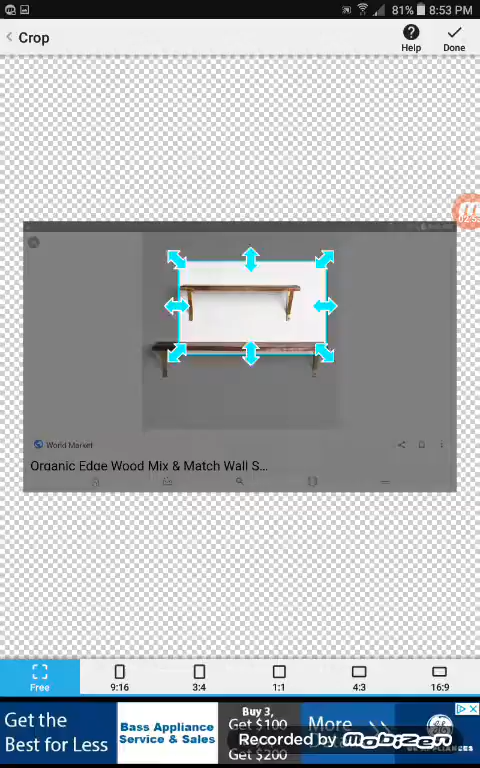 81% 8:53 PM
Crop
Help
Done
World Market
Organic Edge Wood Mix & Match Wall S...
Free
9:16
3:4
1:1
4:3
16:9
Get the
Best for Less
Bass Appliance
Service & Sales
Buy 3,
Get $100
Get $200
More
Recorded by Mobizen
APPLIANCES